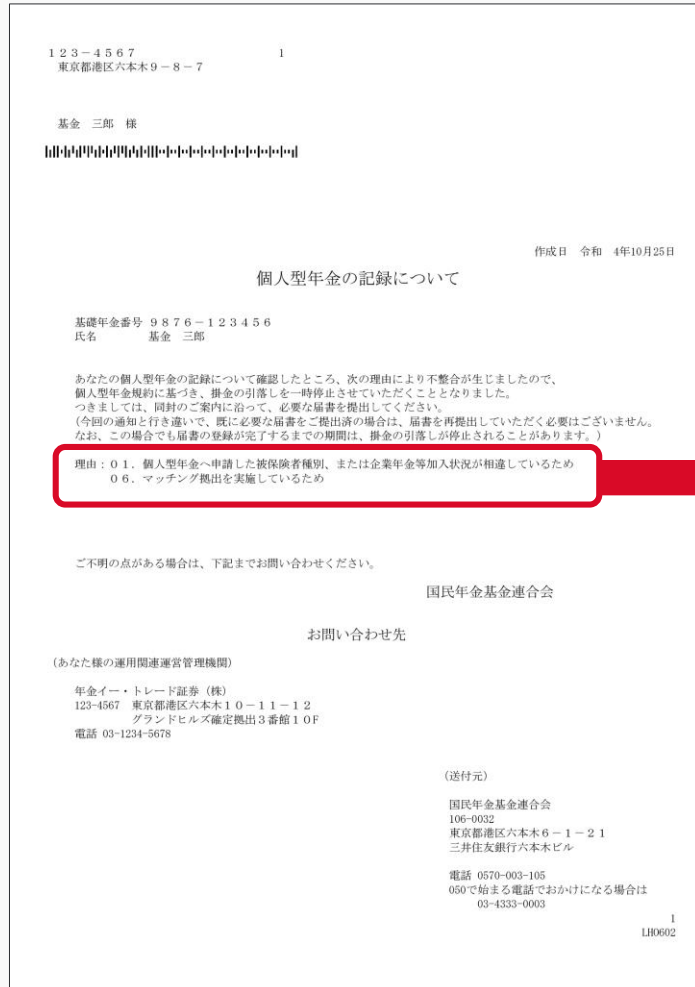 123-4567 1
東京都港区六本木9-8-7
基金 三郎 様
作成日 令和 4年10月25日
個人型年金の記録について
基礎年金番号 9876-123456
氏名 基金 三郎
あなたの個人型年金の記録について確認したところ、次の理由により不整合が生じましたので、
個人型年金規約に基づき、掛金の引落しを一時停止させていただくこととなりました。
つきましては、同封のご案内に沿って、必要な届書を提出してください。
(今回の通知と行き違いで、既に必要な届書をご提出済の場合は、届書を再提出していただく必要はございません。
なお、この場合でも届書の登録が完了するまでの期間は、掛金の引落しが停止されることがあります。)
理由:01.個人型年金へ申請した被保険者種別、または企業年金等加入状況が相違しているため
06.マッチング拠出を実施しているため
ご不明の点がある場合は、下記までお問い合わせください。
国民年金基金連合会
お問い合わせ先
(あなた様の運用関連運営管理機関)
年金イー・トレード証券(株)
123-4567 東京都港区六本木10-11-12
グランドヒルズ確定拠出3番館10F
電話 03-1234-5678
(送付元)
国民年金基金連合会
106-0032
東京都港区六本木6-1-21
三井住友銀行六本木ビル
電話 0570-003-105
050で始まる電話でおかけになる場合は
03-4333-0003
1
LH0602